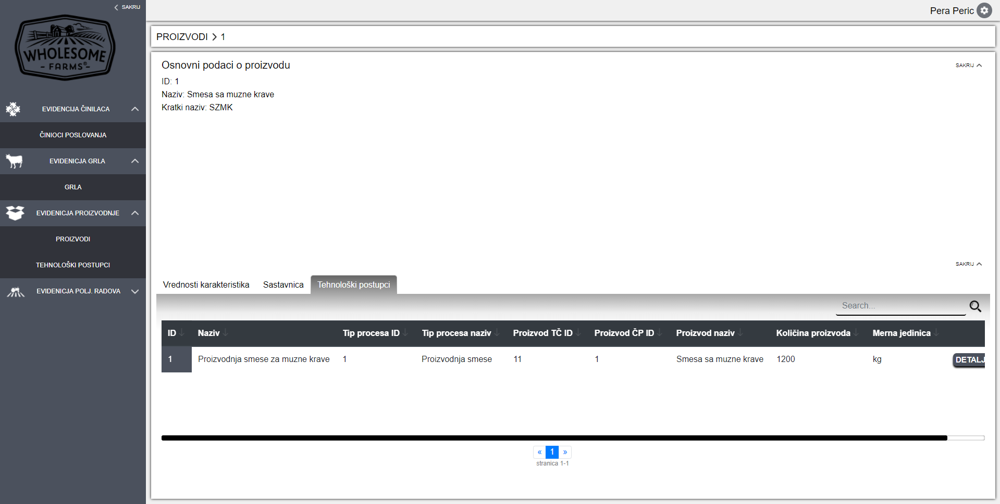 SAKRIJ
WHOLESOME
- FARMS® -
EVIDENCIJA ČINILACA
ČINIOCI POSLOVANJA
EVIDENICJA GRLA
GRLA
EVIDENICJA PROIZVODNJE
PROIZVODI
TEHNOLOŠKI POSTUPCI
EVIDENICJA POLJ. RADOVA
Pera Peric
PROIZVODI > 1
Osnovni podaci o proizvodu
SAKRIJ
ID: 1
Naziv: Smesa sa muzne krave
Kratki naziv: SZMK
SAKRIJ
Vrednosti karakteristika Sastavnica Tehnološki postupci
Search...
ID Naziv Tip procesa ID Tip procesa naziv Proizvod TČ ID Proizvod ČP ID Proizvod naziv Količina proizvoda Merna jedinica
1 Proizvodnja smese za muzne krave 1 Proizvodnja smese 11 1 Smesa sa muzne krave 1200 kg DETALJ
« 1 »
stranica 1-1